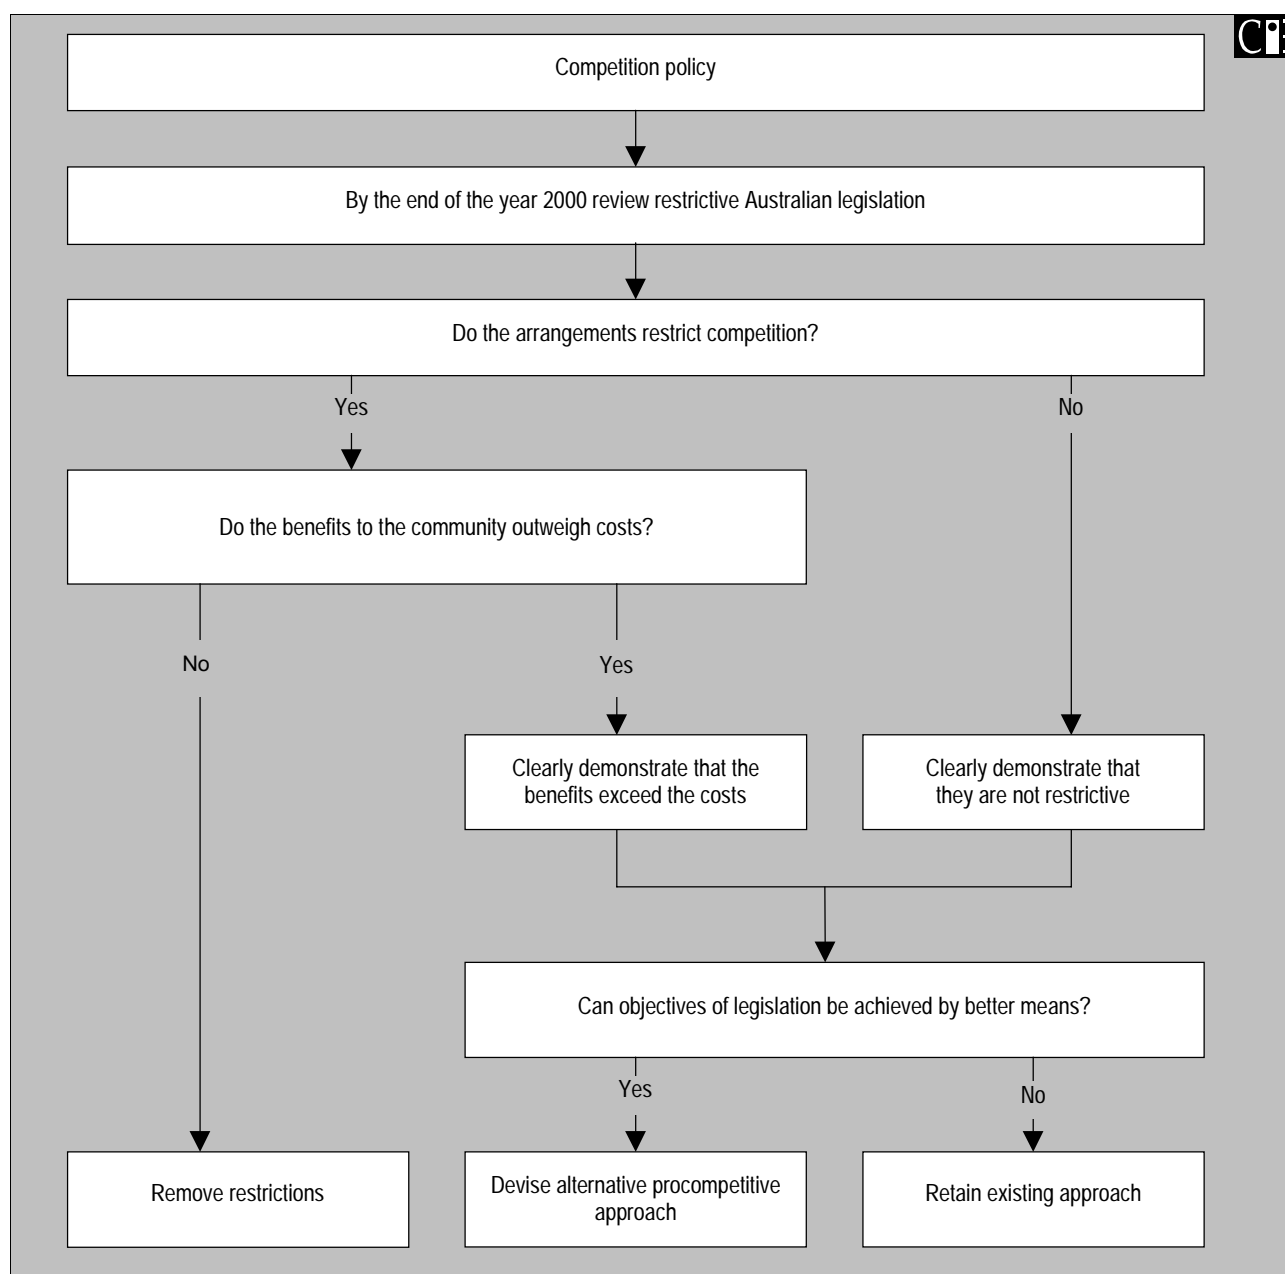 Competition policy
By the end of the year 2000 review restrictive Australian legislation
Do the arrangements restrict competition?
Yes
No
Do the benefits to the community outweigh costs?
No
Yes
Clearly demonstrate that the
benefits exceed the costs
Clearly demonstrate that
they are not restrictive
Can objectives of legislation be achieved by better means?
Yes
No
Remove restrictions
Devise alternative procompetitive
approach
Retain existing approach